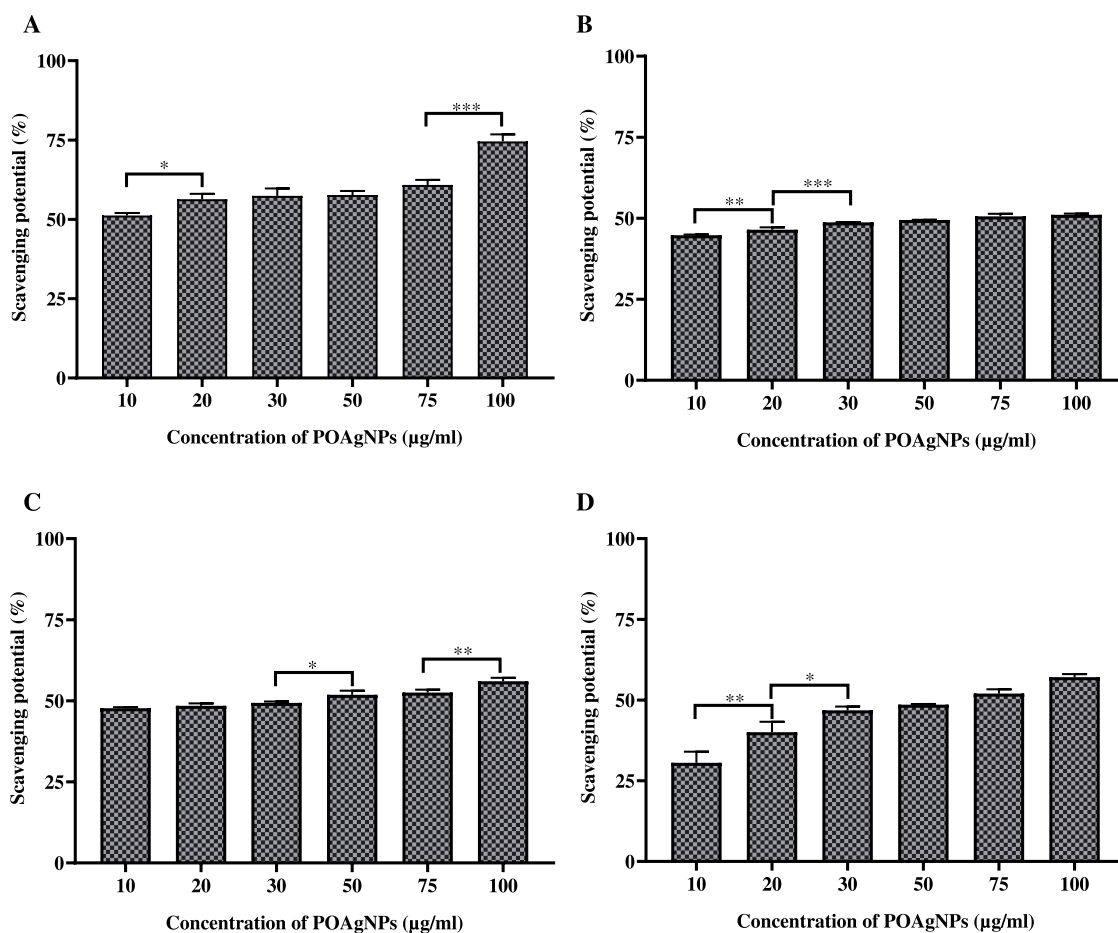 A
Scavenging potential (%)
100
75
50
25
0
*
***
10 20 30 50 75 100
Concentration of POAgNPs (µg/ml)
B
Scavenging potential (%)
100
75
50
25
0
**
***
10 20 30 50 75 100
Concentration of POAgNPs (µg/ml)
C
Scavenging potential (%)
100
75
50
25
0
*
**
10 20 30 50 75 100
Concentration of POAgNPs (µg/ml)
D
Scavenging potential (%)
100
75
50
25
0
**
*
10 20 30 50 75 100
Concentration of POAgNPs (µg/ml)